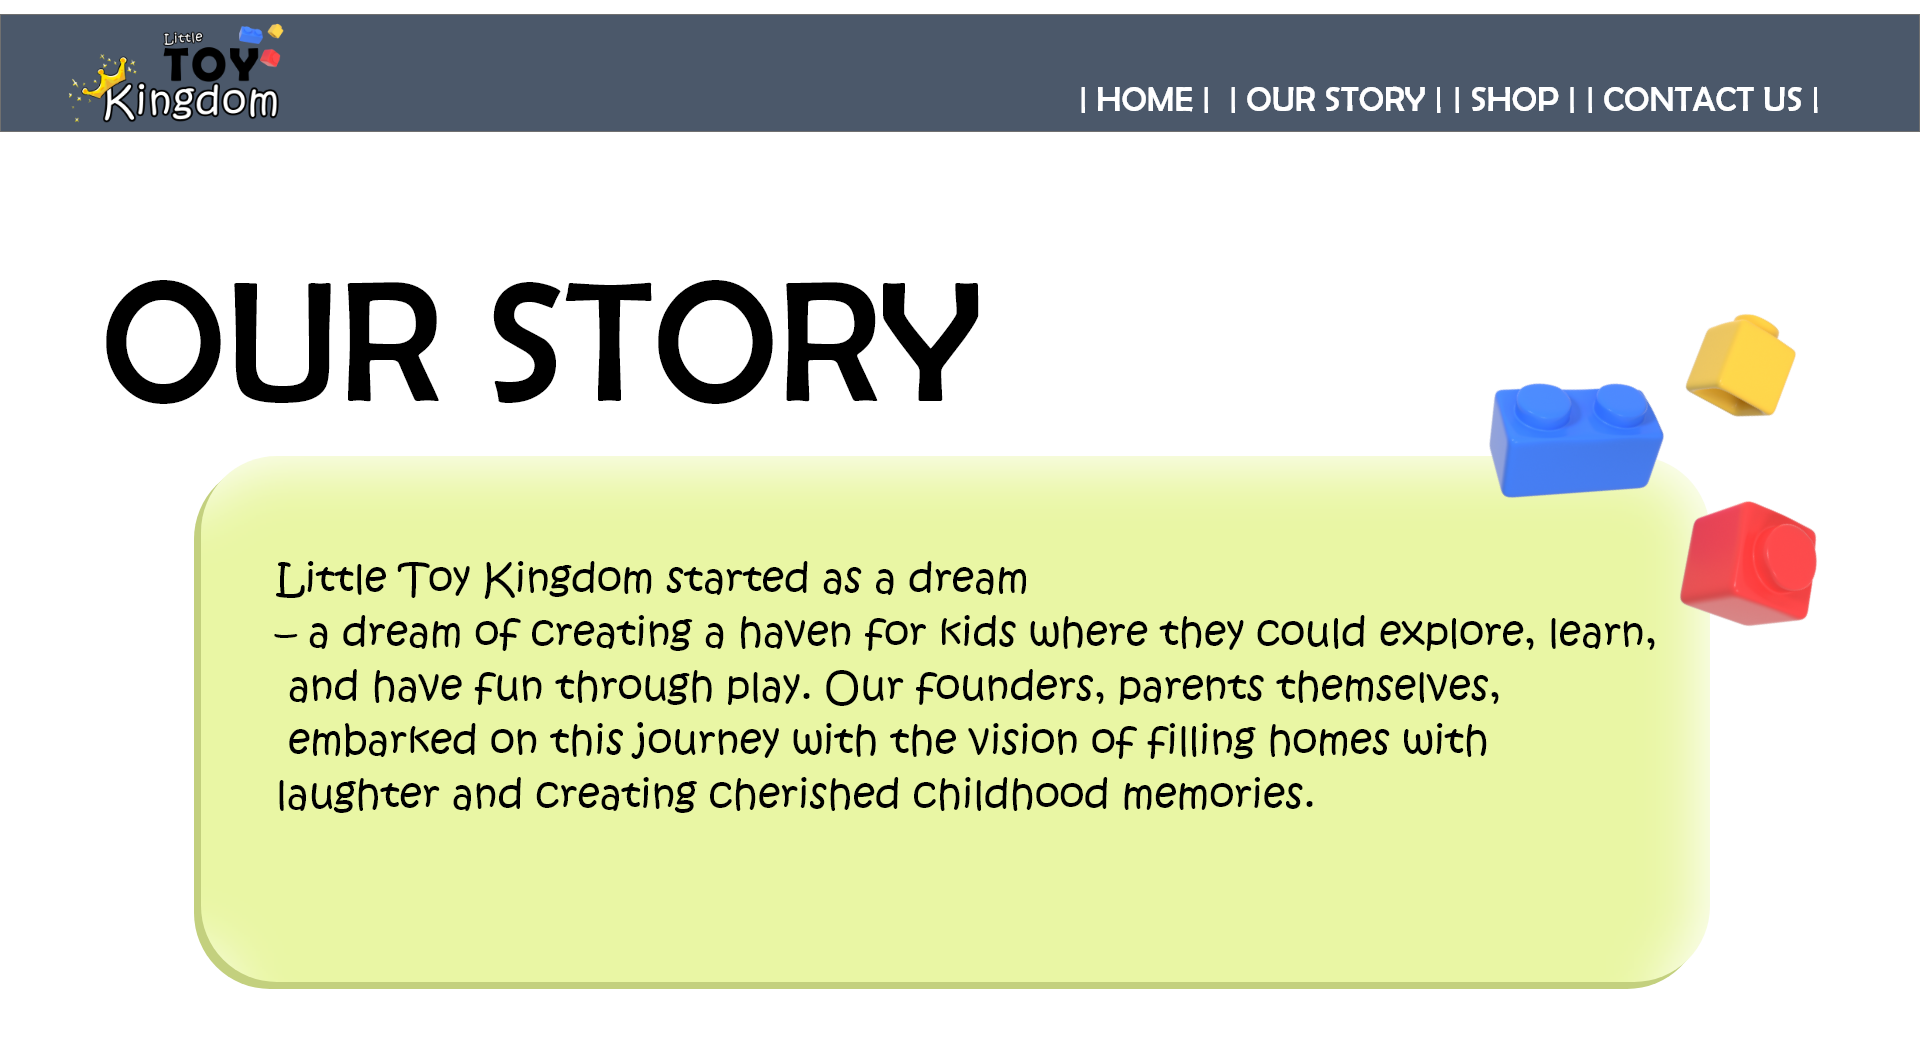 Little
TOY
Kingdom
| HOME | | OUR STORY | | SHOP | | CONTACT US |
OUR STORY
Little Toy Kingdom started as a dream
– a dream of creating a haven for kids where they could explore, learn,
and have fun through play. Our founders, parents themselves,
embarked on this journey with the vision of filling homes with
laughter and creating cherished childhood memories.